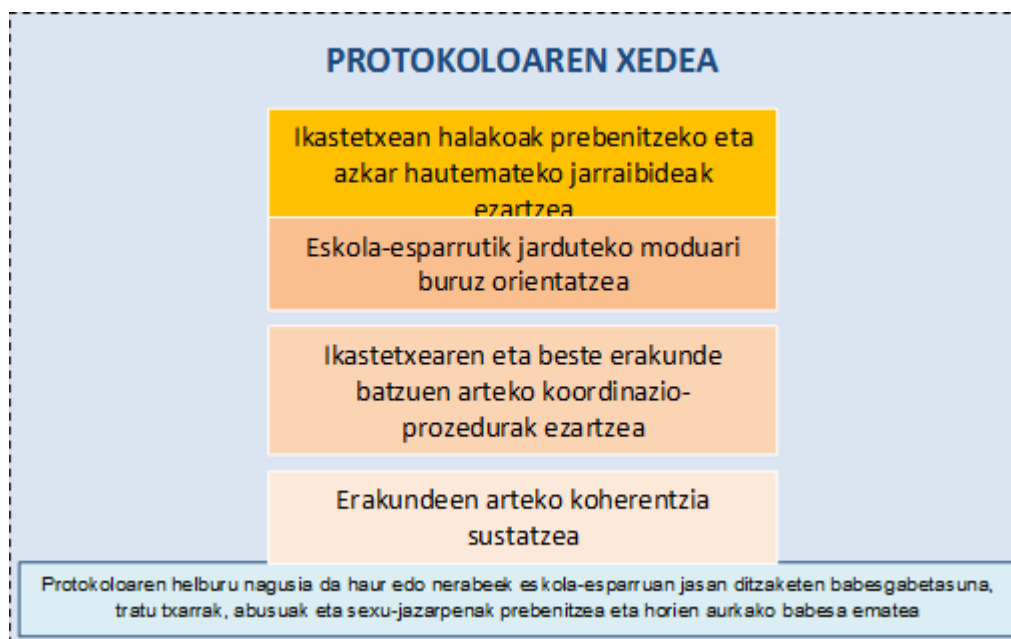 PROTOKOLOAREN XEDEA
Ikastetxean halakoak prebenitzeko eta
azkar hautemateko jarraibideak
ezartzea
Eskola-esparrutik jarduteko moduari
buruz orientatzea
Ikastetxearen eta beste erakunde
batzuen arteko koordinazio-
prozedurak ezartzea
Erakundeen arteko koherentzia
sustatzea
Protokoloaren helburu nagusia da haur edo nerabeek eskola-esparruan jasan ditzaketen babesgabetasuna,
tratu txarrak, abusuak eta sexu-jazarpenak prebenitzea eta horien aurkako babesa ematea